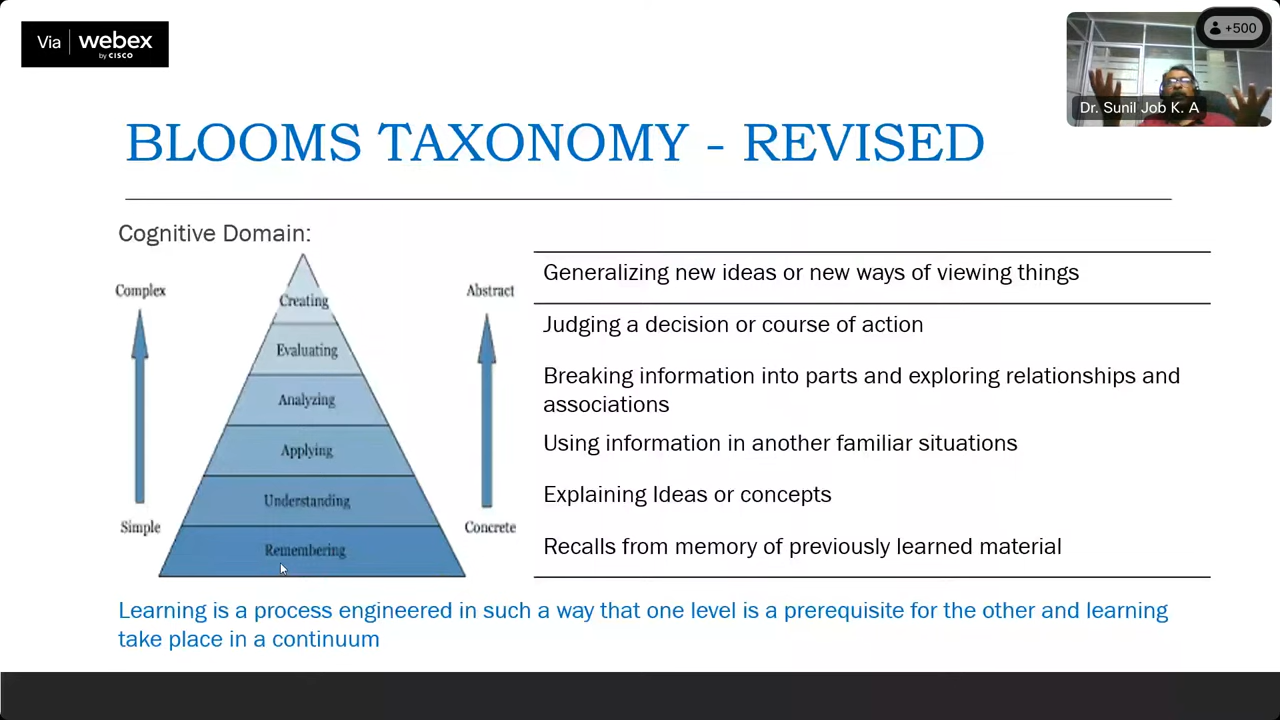 Via webex
by CISCO
+500
Dr. Sunil Job K. A
BLOOMS TAXONOMY - REVISED
Cognitive Domain:
Complex
Simple
Creating
Evaluating
Analyzing
Applying
Understanding
Remembering
Abstract
Concrete
Generalizing new ideas or new ways of viewing things
Judging a decision or course of action
Breaking information into parts and exploring relationships and
associations
Using information in another familiar situations
Explaining Ideas or concepts
Recalls from memory of previously learned material
Learning is a process engineered in such a way that one level is a prerequisite for the other and learning
take place in a continuum